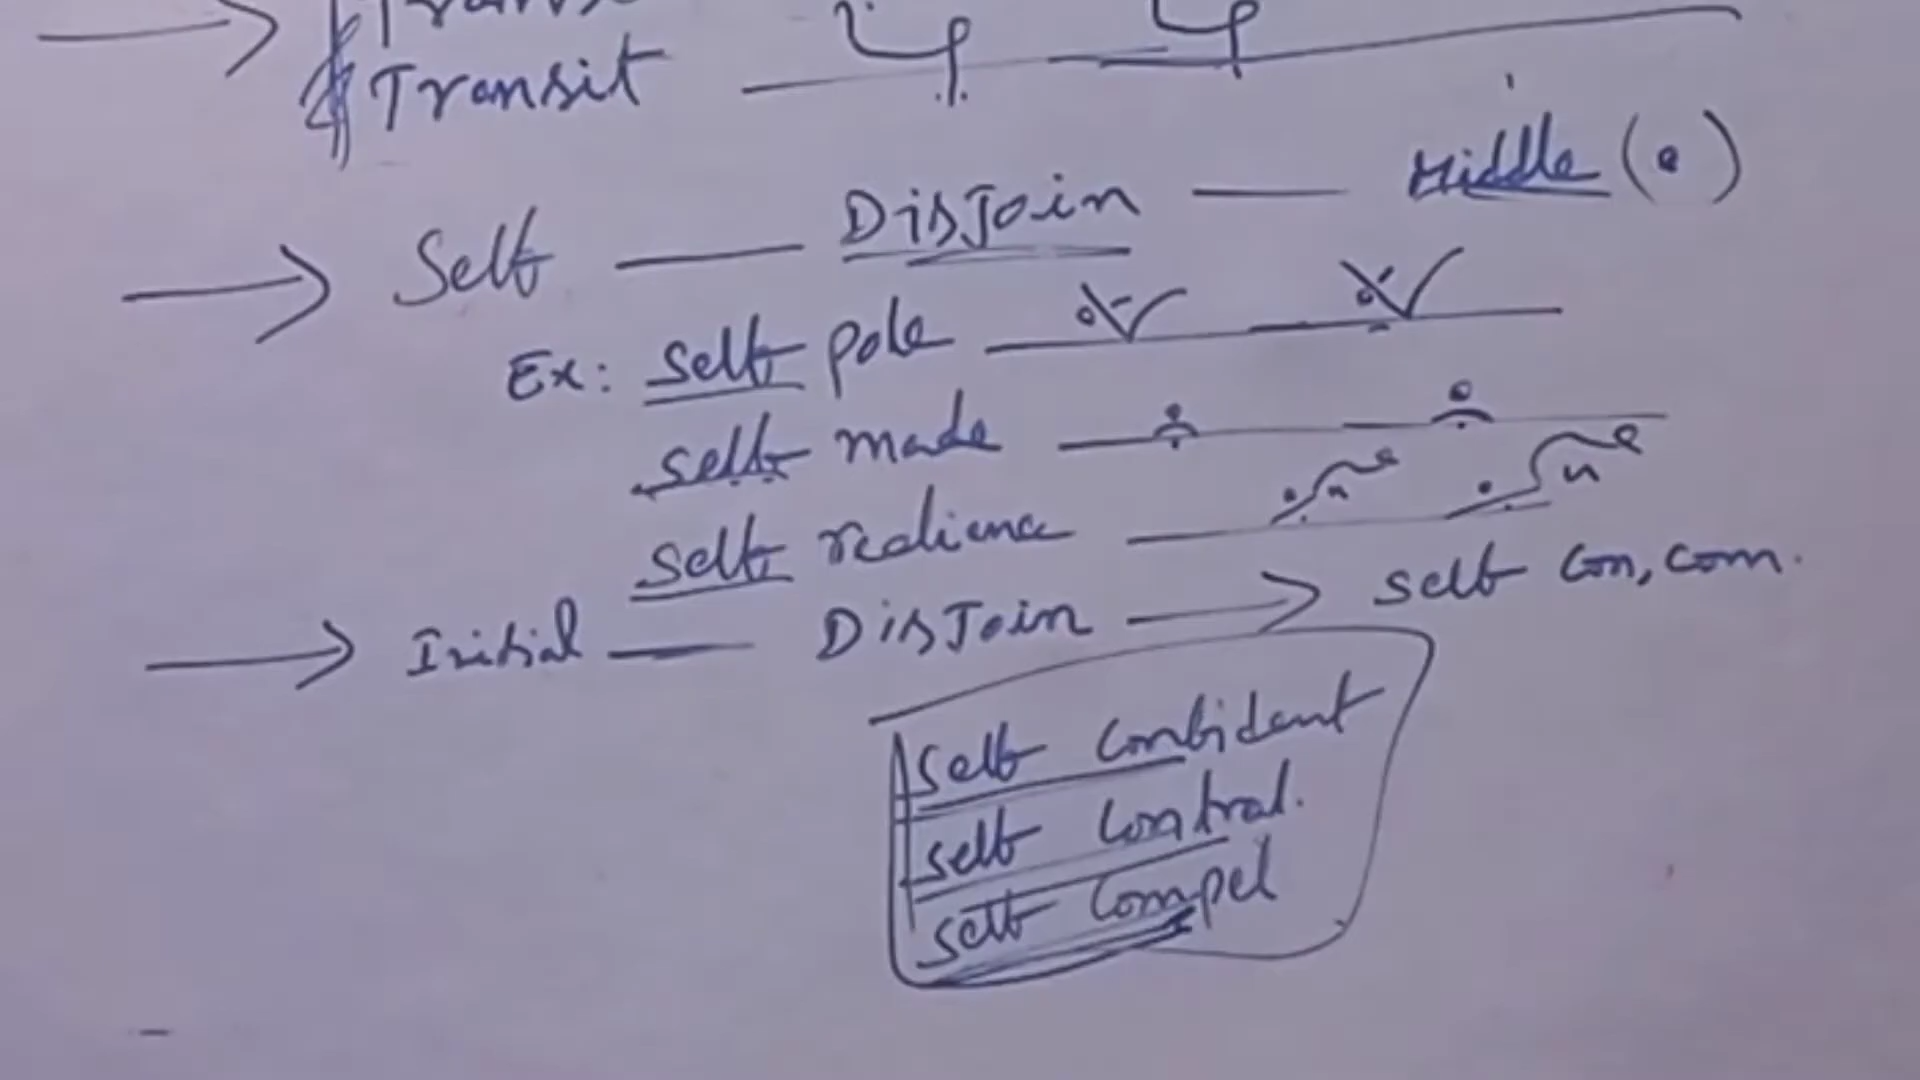 Transit
Self — Disjoin — Middle (o)
Ex: self pole
self made
self
Initial — Disjoin → self con, com.
self confident
self control.
self compel